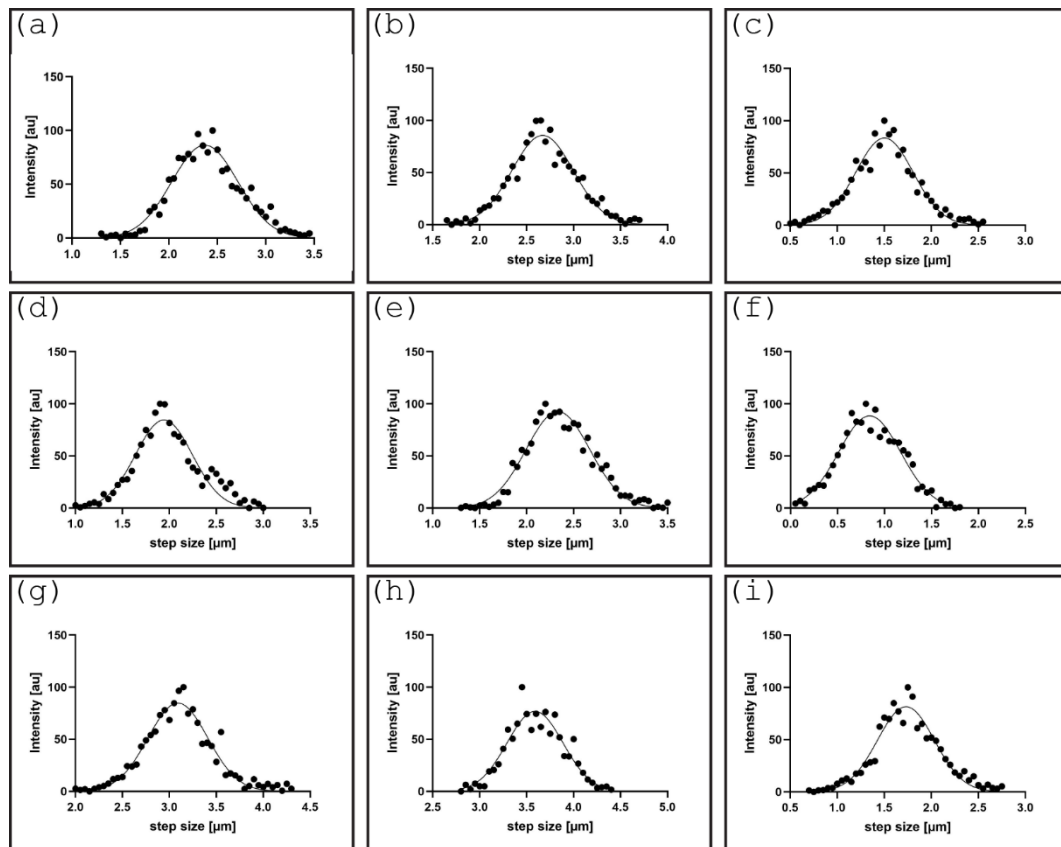 (a)
150
100
50
0
Intensity [au]
1.0 1.5 2.0 2.5 3.0 3.5
step size [µm]
(b)
150
100
50
0
Intensity [au]
1.5 2.0 2.5 3.0 3.5 4.0
step size [µm]
(c)
150
100
50
0
Intensity [au]
0.5 1.0 1.5 2.0 2.5 3.0
step size [µm]
(d)
150
100
50
0
Intensity [au]
1.0 1.5 2.0 2.5 3.0 3.5
step size [µm]
(e)
150
100
50
0
Intensity [au]
1.0 1.5 2.0 2.5 3.0 3.5
step size [µm]
(f)
150
100
50
0
Intensity [au]
0.0 0.5 1.0 1.5 2.0 2.5
step size [µm]
(g)
150
100
50
0
Intensity [au]
2.0 2.5 3.0 3.5 4.0 4.5
step size [µm]
(h)
150
100
50
0
Intensity [au]
2.5 3.0 3.5 4.0 4.5 5.0
step size [µm]
(i)
150
100
50
0
Intensity [au]
0.5 1.0 1.5 2.0 2.5 3.0
step size [µm]